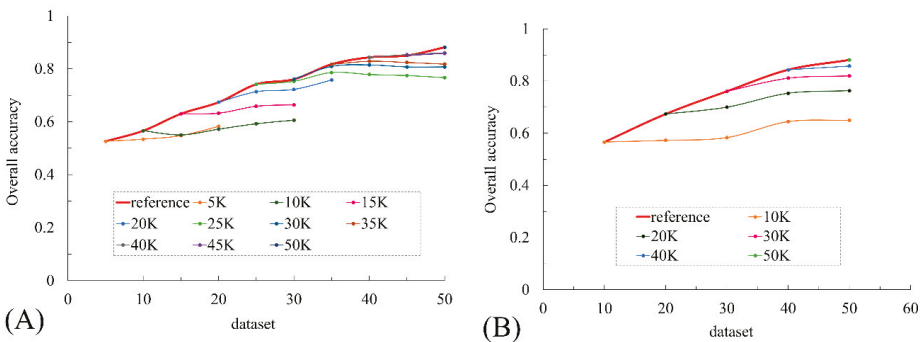 1
0.8
0.6
0.4
0.2
0
Overall accuracy
reference 5K 10K 15K
20K 25K 30K 35K
40K 45K 50K
0 10 20 30 40 50
dataset
(A)
1
0.8
0.6
0.4
0.2
0
Overall accuracy
reference 10K
20K 30K
40K 50K
0 10 20 30 40 50 60
dataset
(B)